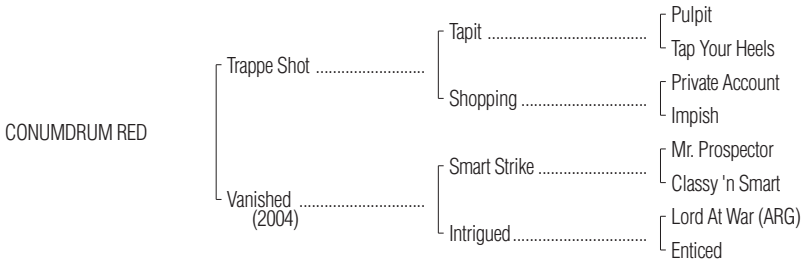 Pulpit
Tapit ................................
Tap Your Heels
Trappe Shot ......................
Private Account
Shopping ..........................
Impish
CONUMDRUM RED
Mr. Prospector
Smart Strike ......................
Classy 'n Smart
Vanished ..........................
(2004)
Lord At War (ARG)
Intrigued ............................
Enticed